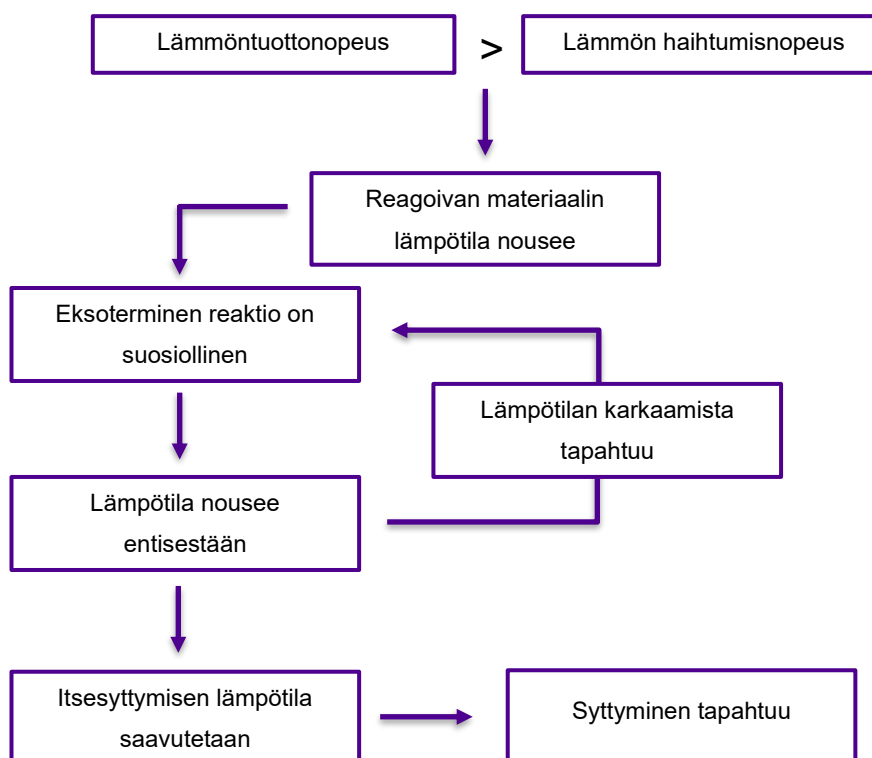 Lämmöntuottonopeus
>
Lämmön haihtumisnopeus
Reagoivan materiaalin
lämpötila nousee
Eksoterminen reaktio on
suosiollinen
Lämpötilan karkaamista
tapahtuu
Lämpötila nousee
entisestään
Itsesyttymisen lämpötila
saavutetaan
Syttyminen tapahtuu